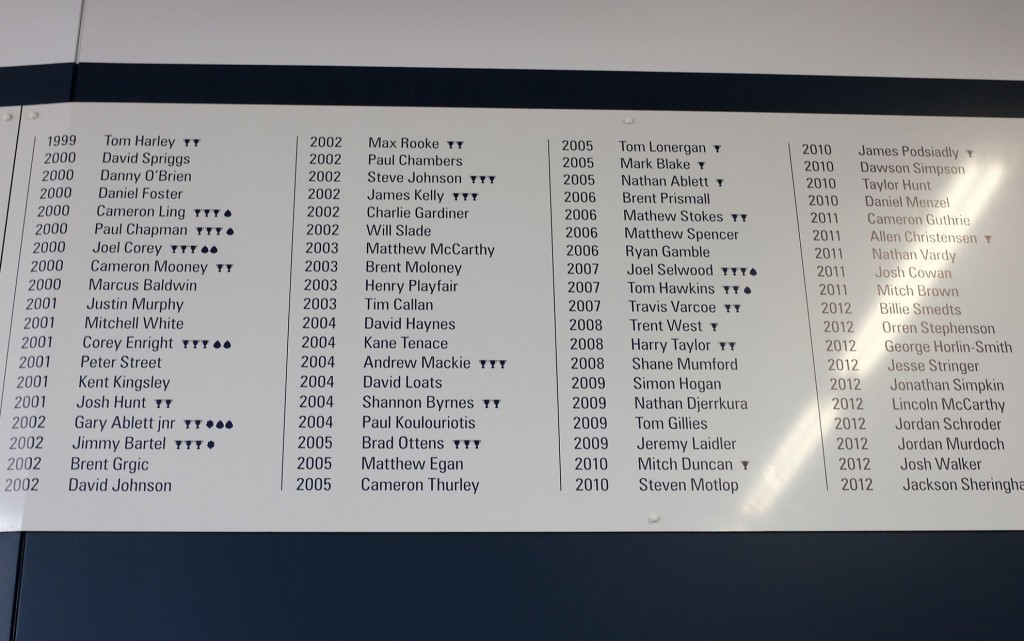 1999 Tom Harley
2000 David Spriggs
2000 Danny O'Brien
2000 Daniel Foster
2000 Cameron Ling
2000 Paul Chapman
2000 Joel Corey
2000 Cameron Mooney
2000 Marcus Baldwin
2001 Justin Murphy
2001 Mitchell White
2001 Corey Enright
2001 Peter Street
2001 Kent Kingsley
2001 Josh Hunt
2002 Gary Ablett jnr
2002 Jimmy Bartel
2002 Brent Grgic
2002 David Johnson
2002 Max Rooke
2002 Paul Chambers
2002 Steve Johnson
2002 James Kelly
2002 Charlie Gardiner
2002 Will Slade
2003 Matthew McCarthy
2003 Brent Moloney
2003 Henry Playfair
2003 Tim Callan
2004 David Haynes
2004 Kane Tenace
2004 Andrew Mackie
2004 David Loats
2004 Shannon Byrnes
2004 Paul Koulouriotis
2005 Brad Ottens
2005 Matthew Egan
2005 Cameron Thurley
2005 Tom Lonergan
2005 Mark Blake
2005 Nathan Ablett
2006 Brent Prismall
2006 Mathew Stokes
2006 Matthew Spencer
2006 Ryan Gamble
2007 Joel Selwood
2007 Tom Hawkins
2007 Travis Varcoe
2008 Trent West
2008 Harry Taylor
2008 Shane Mumford
2009 Simon Hogan
2009 Nathan Djerrkura
2009 Tom Gillies
2009 Jeremy Laidler
2010 Mitch Duncan
2010 Steven Motlop
2010 James Podsiadly
2010 Dawson Simpson
2010 Taylor Hunt
2010 Daniel Menzel
2011 Cameron Guthrie
2011 Allen Christensen
2011 Nathan Vardy
2011 Josh Cowan
2011 Mitch Brown
2012 Billie Smedts
2012 Orren Stephenson
2012 George Horlin-Smith
2012 Jesse Stringer
2012 Jonathan Simpkin
2012 Lincoln McCarthy
2012 Jordan Schroder
2012 Jordan Murdoch
2012 Josh Walker
2012 Jackson Sheringha